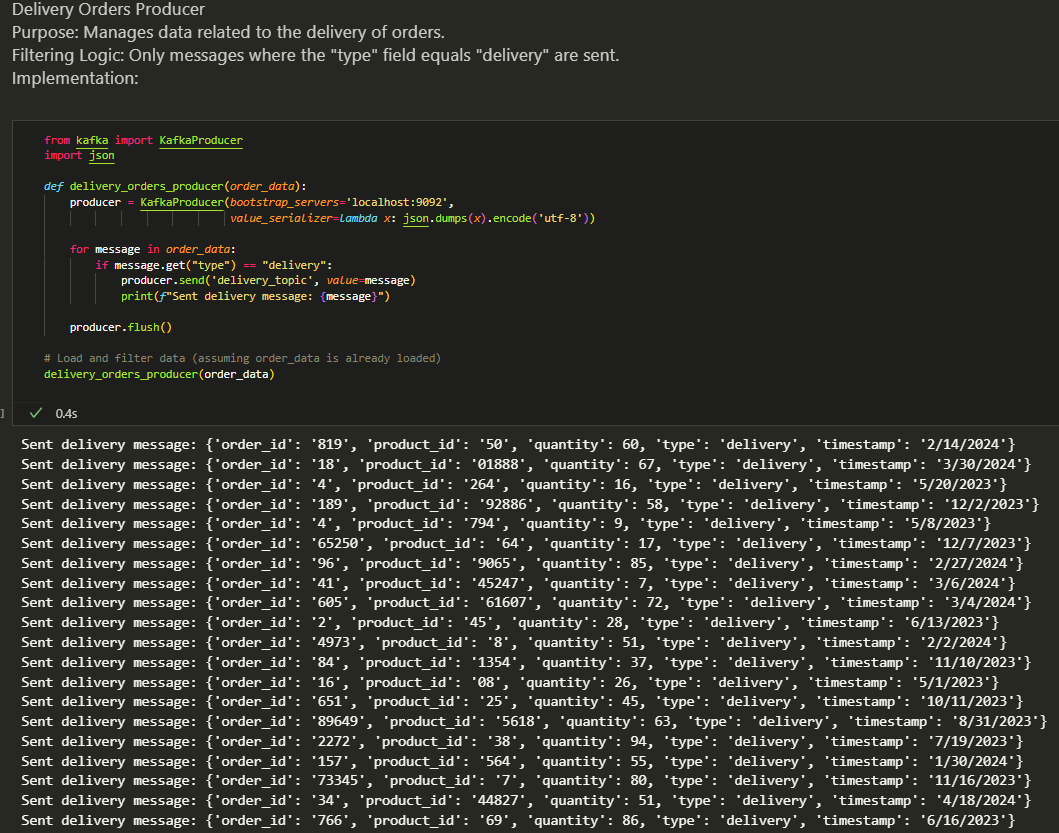 Delivery Orders Producer
Purpose: Manages data related to the delivery of orders.
Filtering Logic: Only messages where the "type" field equals "delivery" are sent.
Implementation:
from kafka import KafkaProducer
import json
def delivery_orders_producer(order_data):
    producer = KafkaProducer(bootstrap_servers='localhost:9092',
                             value_serializer=lambda x: json.dumps(x).encode('utf-8'))
    for message in order_data:
        if message.get("type") == "delivery":
            producer.send('delivery_topic', value=message)
            print(f"Sent delivery message: {message}")
    producer.flush()
# Load and filter data (assuming order_data is already loaded)
delivery_orders_producer(order_data)
] ✓ 0.4s
Sent delivery message: {'order_id': '819', 'product_id': '50', 'quantity': 60, 'type': 'delivery', 'timestamp': '2/14/2024'}
Sent delivery message: {'order_id': '18', 'product_id': '01888', 'quantity': 67, 'type': 'delivery', 'timestamp': '3/30/2024'}
Sent delivery message: {'order_id': '4', 'product_id': '264', 'quantity': 16, 'type': 'delivery', 'timestamp': '5/20/2023'}
Sent delivery message: {'order_id': '189', 'product_id': '92886', 'quantity': 58, 'type': 'delivery', 'timestamp': '12/2/2023'}
Sent delivery message: {'order_id': '4', 'product_id': '794', 'quantity': 9, 'type': 'delivery', 'timestamp': '5/8/2023'}
Sent delivery message: {'order_id': '65250', 'product_id': '64', 'quantity': 17, 'type': 'delivery', 'timestamp': '12/7/2023'}
Sent delivery message: {'order_id': '96', 'product_id': '9065', 'quantity': 85, 'type': 'delivery', 'timestamp': '2/27/2024'}
Sent delivery message: {'order_id': '41', 'product_id': '45247', 'quantity': 7, 'type': 'delivery', 'timestamp': '3/6/2024'}
Sent delivery message: {'order_id': '605', 'product_id': '61607', 'quantity': 72, 'type': 'delivery', 'timestamp': '3/4/2024'}
Sent delivery message: {'order_id': '2', 'product_id': '45', 'quantity': 28, 'type': 'delivery', 'timestamp': '6/13/2023'}
Sent delivery message: {'order_id': '4973', 'product_id': '8', 'quantity': 51, 'type': 'delivery', 'timestamp': '2/2/2024'}
Sent delivery message: {'order_id': '84', 'product_id': '1354', 'quantity': 37, 'type': 'delivery', 'timestamp': '11/10/2023'}
Sent delivery message: {'order_id': '16', 'product_id': '08', 'quantity': 26, 'type': 'delivery', 'timestamp': '5/1/2023'}
Sent delivery message: {'order_id': '651', 'product_id': '25', 'quantity': 45, 'type': 'delivery', 'timestamp': '10/11/2023'}
Sent delivery message: {'order_id': '89649', 'product_id': '5618', 'quantity': 63, 'type': 'delivery', 'timestamp': '8/31/2023'}
Sent delivery message: {'order_id': '2272', 'product_id': '38', 'quantity': 94, 'type': 'delivery', 'timestamp': '7/19/2023'}
Sent delivery message: {'order_id': '157', 'product_id': '564', 'quantity': 55, 'type': 'delivery', 'timestamp': '1/30/2024'}
Sent delivery message: {'order_id': '73345', 'product_id': '7', 'quantity': 80, 'type': 'delivery', 'timestamp': '11/16/2023'}
Sent delivery message: {'order_id': '34', 'product_id': '44827', 'quantity': 51, 'type': 'delivery', 'timestamp': '4/18/2024'}
Sent delivery message: {'order_id': '766', 'product_id': '69', 'quantity': 86, 'type': 'delivery', 'timestamp': '6/16/2023'}